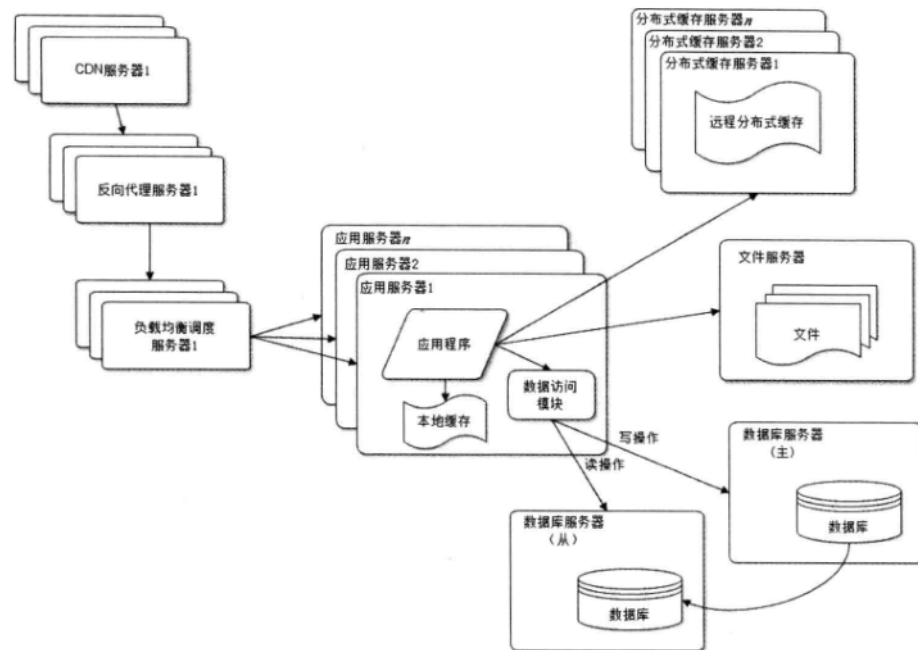 CDN服务器1
反向代理服务器1
负载均衡调度
服务器1
应用服务器n
应用服务器2
应用服务器1
应用程序
本地缓存
数据访问
模块
分布式缓存服务器n
分布式缓存服务器2
分布式缓存服务器1
远程分布式缓存
文件服务器
文件
写操作
读操作
数据库服务器
（主）
数据库
数据库服务器
（从）
数据库